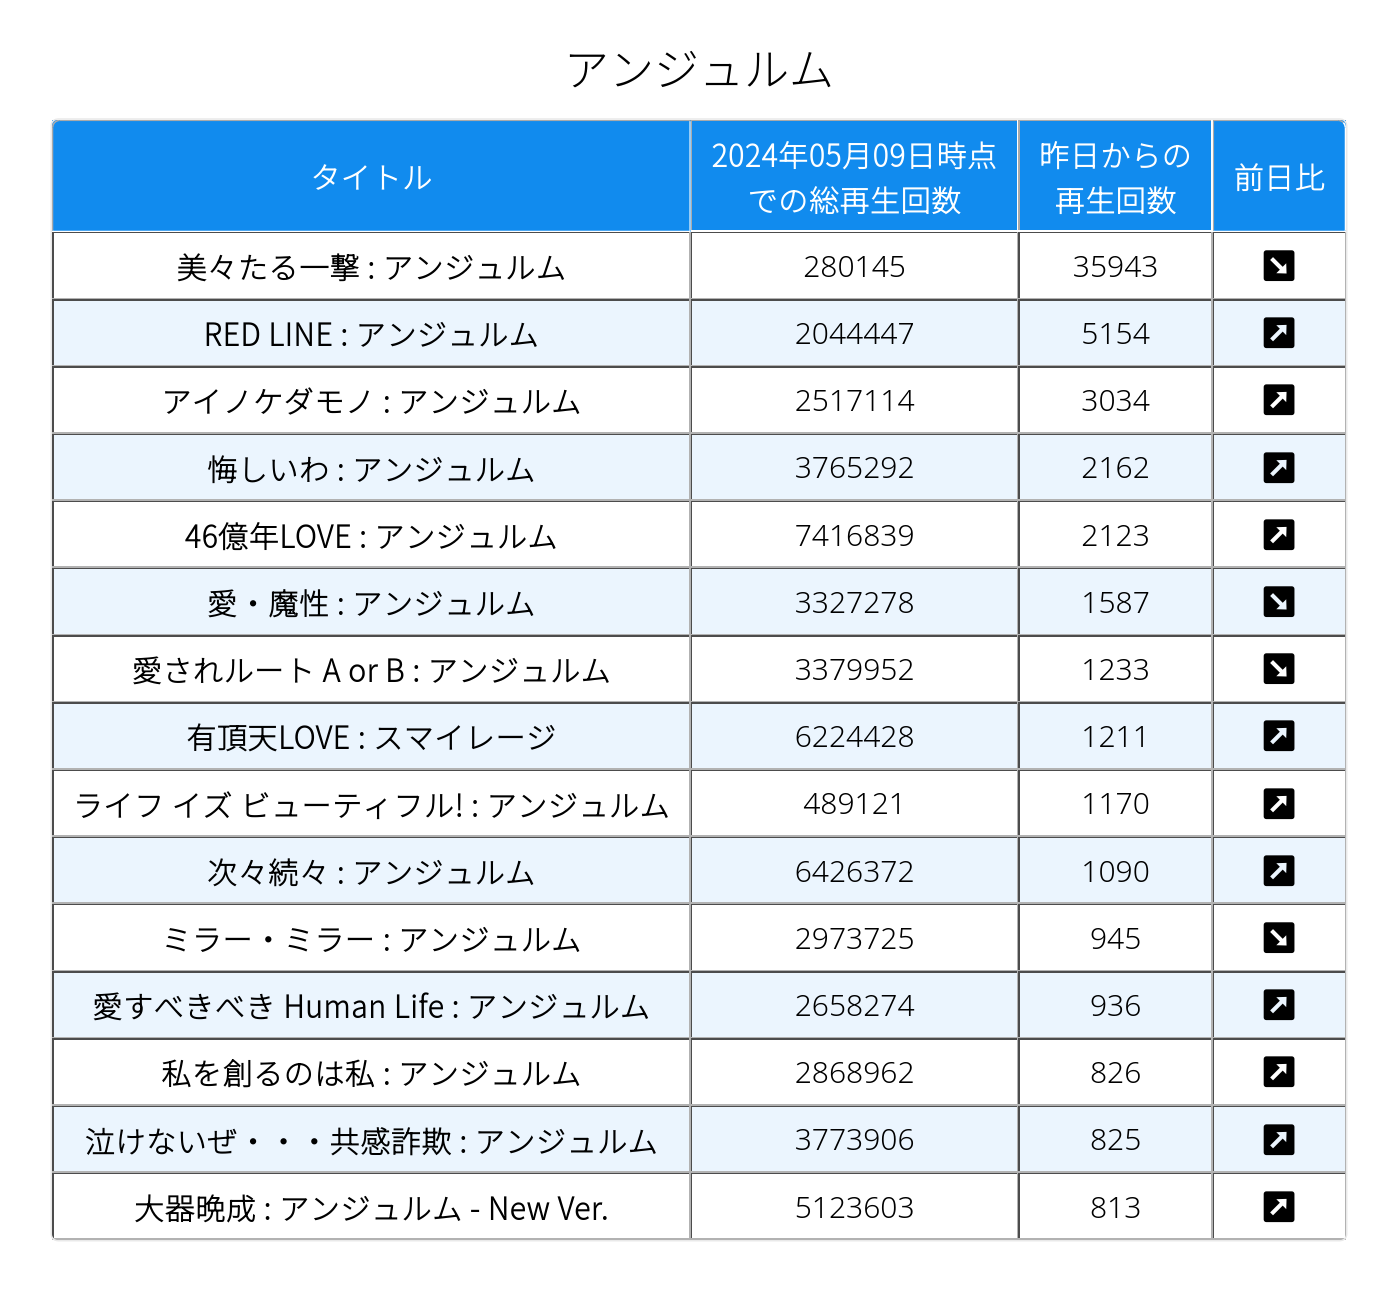 アンジュルム
タイトル 2024年05月09日時点での総再生回数 昨日からの再生回数 前日比
美々たる一撃 : アンジュルム 280145 35943 ↘
RED LINE : アンジュルム 2044447 5154 ↗
アイノケダモノ : アンジュルム 2517114 3034 ↗
悔しいわ : アンジュルム 3765292 2162 ↗
46億年LOVE : アンジュルム 7416839 2123 ↗
愛・魔性 : アンジュルム 3327278 1587 ↘
愛されルート A or B : アンジュルム 3379952 1233 ↘
有頂天LOVE : スマイレージ 6224428 1211 ↗
ライフ イズ ビューティフル! : アンジュルム 489121 1170 ↗
次々続々 : アンジュルム 6426372 1090 ↗
ミラー・ミラー : アンジュルム 2973725 945 ↘
愛すべきべき Human Life : アンジュルム 2658274 936 ↗
私を創るのは私 : アンジュルム 2868962 826 ↗
泣けないぜ・・・共感詐欺 : アンジュルム 3773906 825 ↗
大器晩成 : アンジュルム - New Ver. 5123603 813 ↗